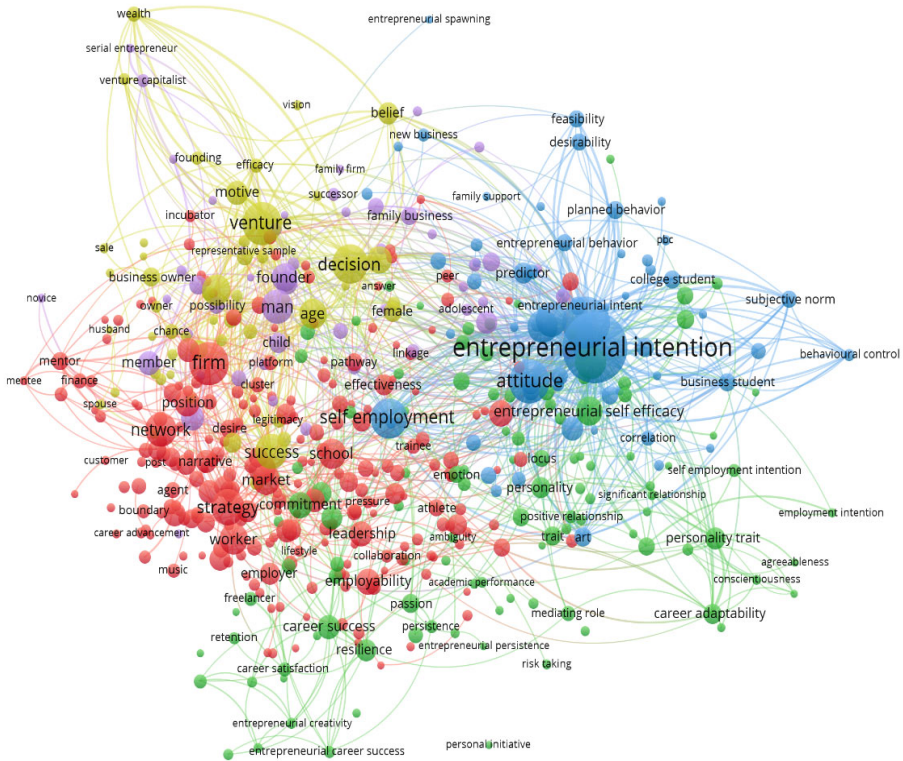 wealth
entrepreneurial spawning
serial entrepreneur
venture capitalist
vision
belief
feasibility
new business
desirability
founding
efficacy
family firm
motive
successor
family support
incubator
venture
family business
planned behavior
representative sample
entrepreneurial behavior
pbc
sale
business owner
founder
decision
peer
predictor
college student
answer
novice
owner
possibility
man
age
female
adolescent
entrepreneurial intent
subjective norm
husband
chance
child
linkage
entrepreneurial intention
behavioural control
mentor
member
firm
platform
pathway
mentee
finance
cluster
effectiveness
attitude
business student
spouse
position
network
desire
legitimacy
self employment
entrepreneurial self efficacy
customer
post
narrative
success
school
trainee
correlation
market
locus
emotion
self employment intention
agent
personality
significant relationship
boundary
strategy
commitment
pressure
athlete
positive relationship
employment intention
career advancement
worker
leadership
ambiguity
trait
art
personality trait
lifestyle
collaboration
music
employer
employability
academic performance
agreeableness
conscientiousness
freelancer
passion
mediating role
career adaptability
retention
career success
persistence
resilience
entrepreneurial persistence
career satisfaction
risk taking
entrepreneurial creativity
entrepreneurial career success
personal initiative